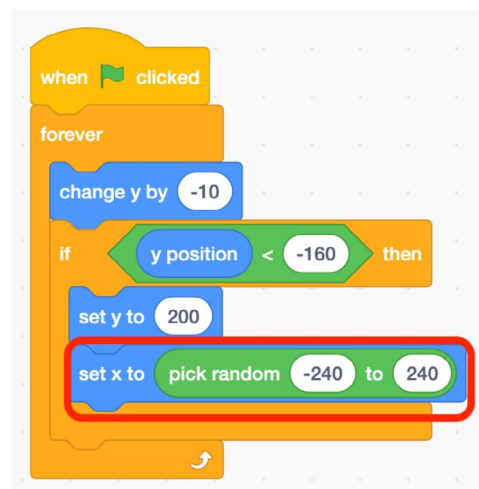 when clicked
forever
change y by -10
if y position < -160 then
set y to 200
set x to pick random -240 to 240